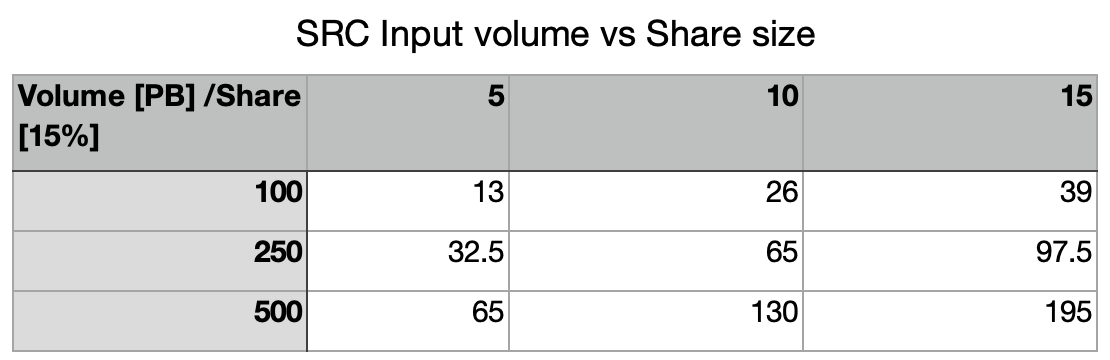 SRC Input volume vs Share size
Volume [PB] /Share [15%] 5 10 15
100 13 26 39
250 32.5 65 97.5
500 65 130 195